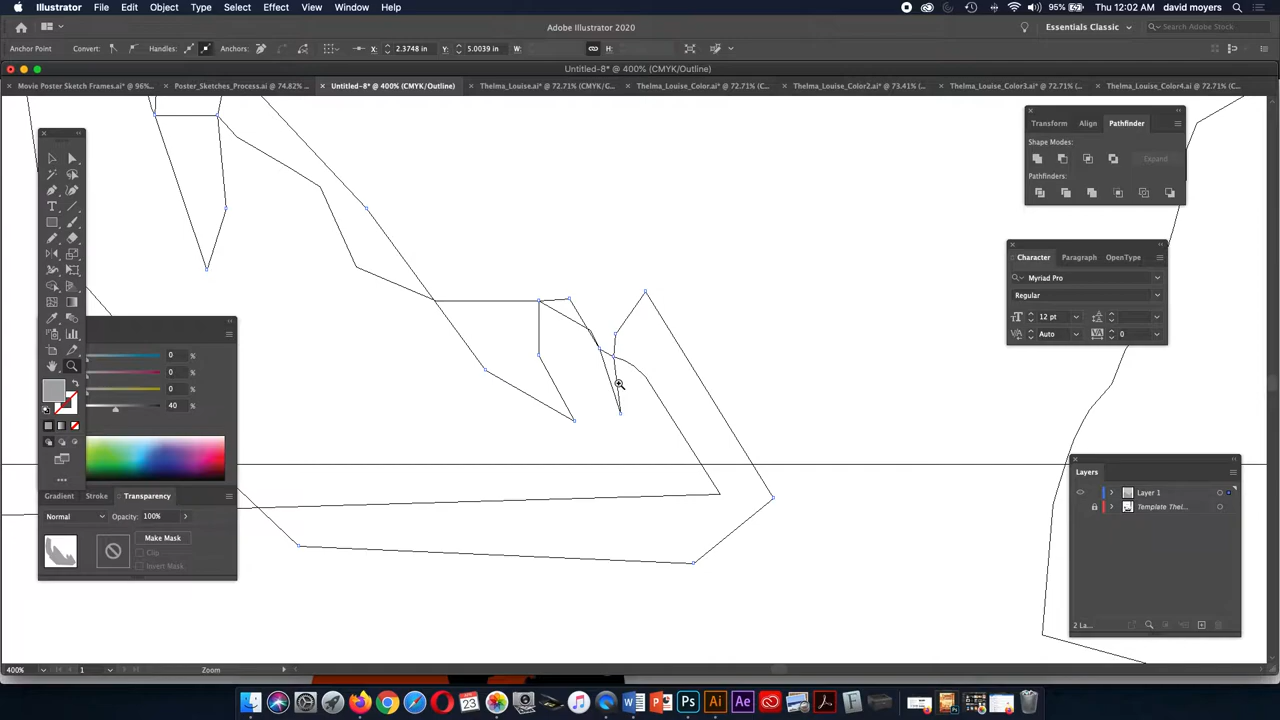 Illustrator File Edit Object Type Select Effect View Window Help
95% Thu 12:02 AM david moyers
Adobe Illustrator 2020
Essentials Classic
Search Adobe Stock
Anchor Point Convert: Handles: Anchors: X: 2.3748 in Y: 5.0039 in W: H:
Untitled-8* @ 400% (CMYK/Outline)
Movie Poster Sketch Frames.ai* @ 96%... Poster_Sketches_Process.ai @ 74.82% ... Untitled-8* @ 400% (CMYK/Outline) Thelma_Louise.ai* @ 72.71% (CMYK/G... Thelma_Louise_Color.ai* @ 72.71% (C... Thelma_Louise_Color2.ai* @ 73.41% (... Thelma_Louise_Color3.ai* @ 72.71% (... Thelma_Louise_Color4.ai @ 72.71% (C...
Transform Align Pathfinder
Shape Modes:
Expand
Pathfinders:
Character Paragraph OpenType
Myriad Pro
Regular
12 pt
Auto 0
0 %
0 %
0 %
40 %
Gradient Stroke Transparency
Normal Opacity: 100%
Make Mask
Clip
Invert Mask
Layers
Layer 1
Template Thel...
2 La...
400% 1 Zoom